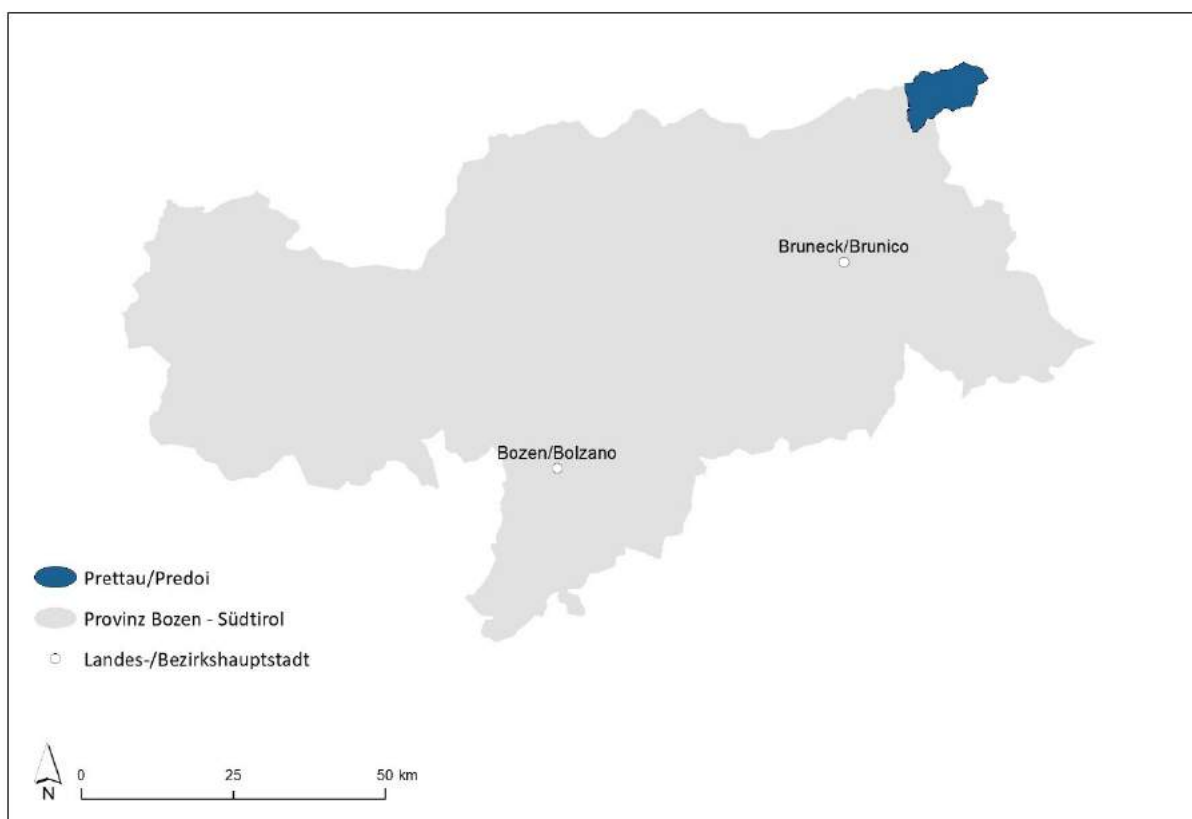 Bruneck/Brunico
Bozen/Bolzano
Prettau/Predoi
Provinz Bozen - Südtirol
Landes-/Bezirkshauptstadt
N
0 25 50 km